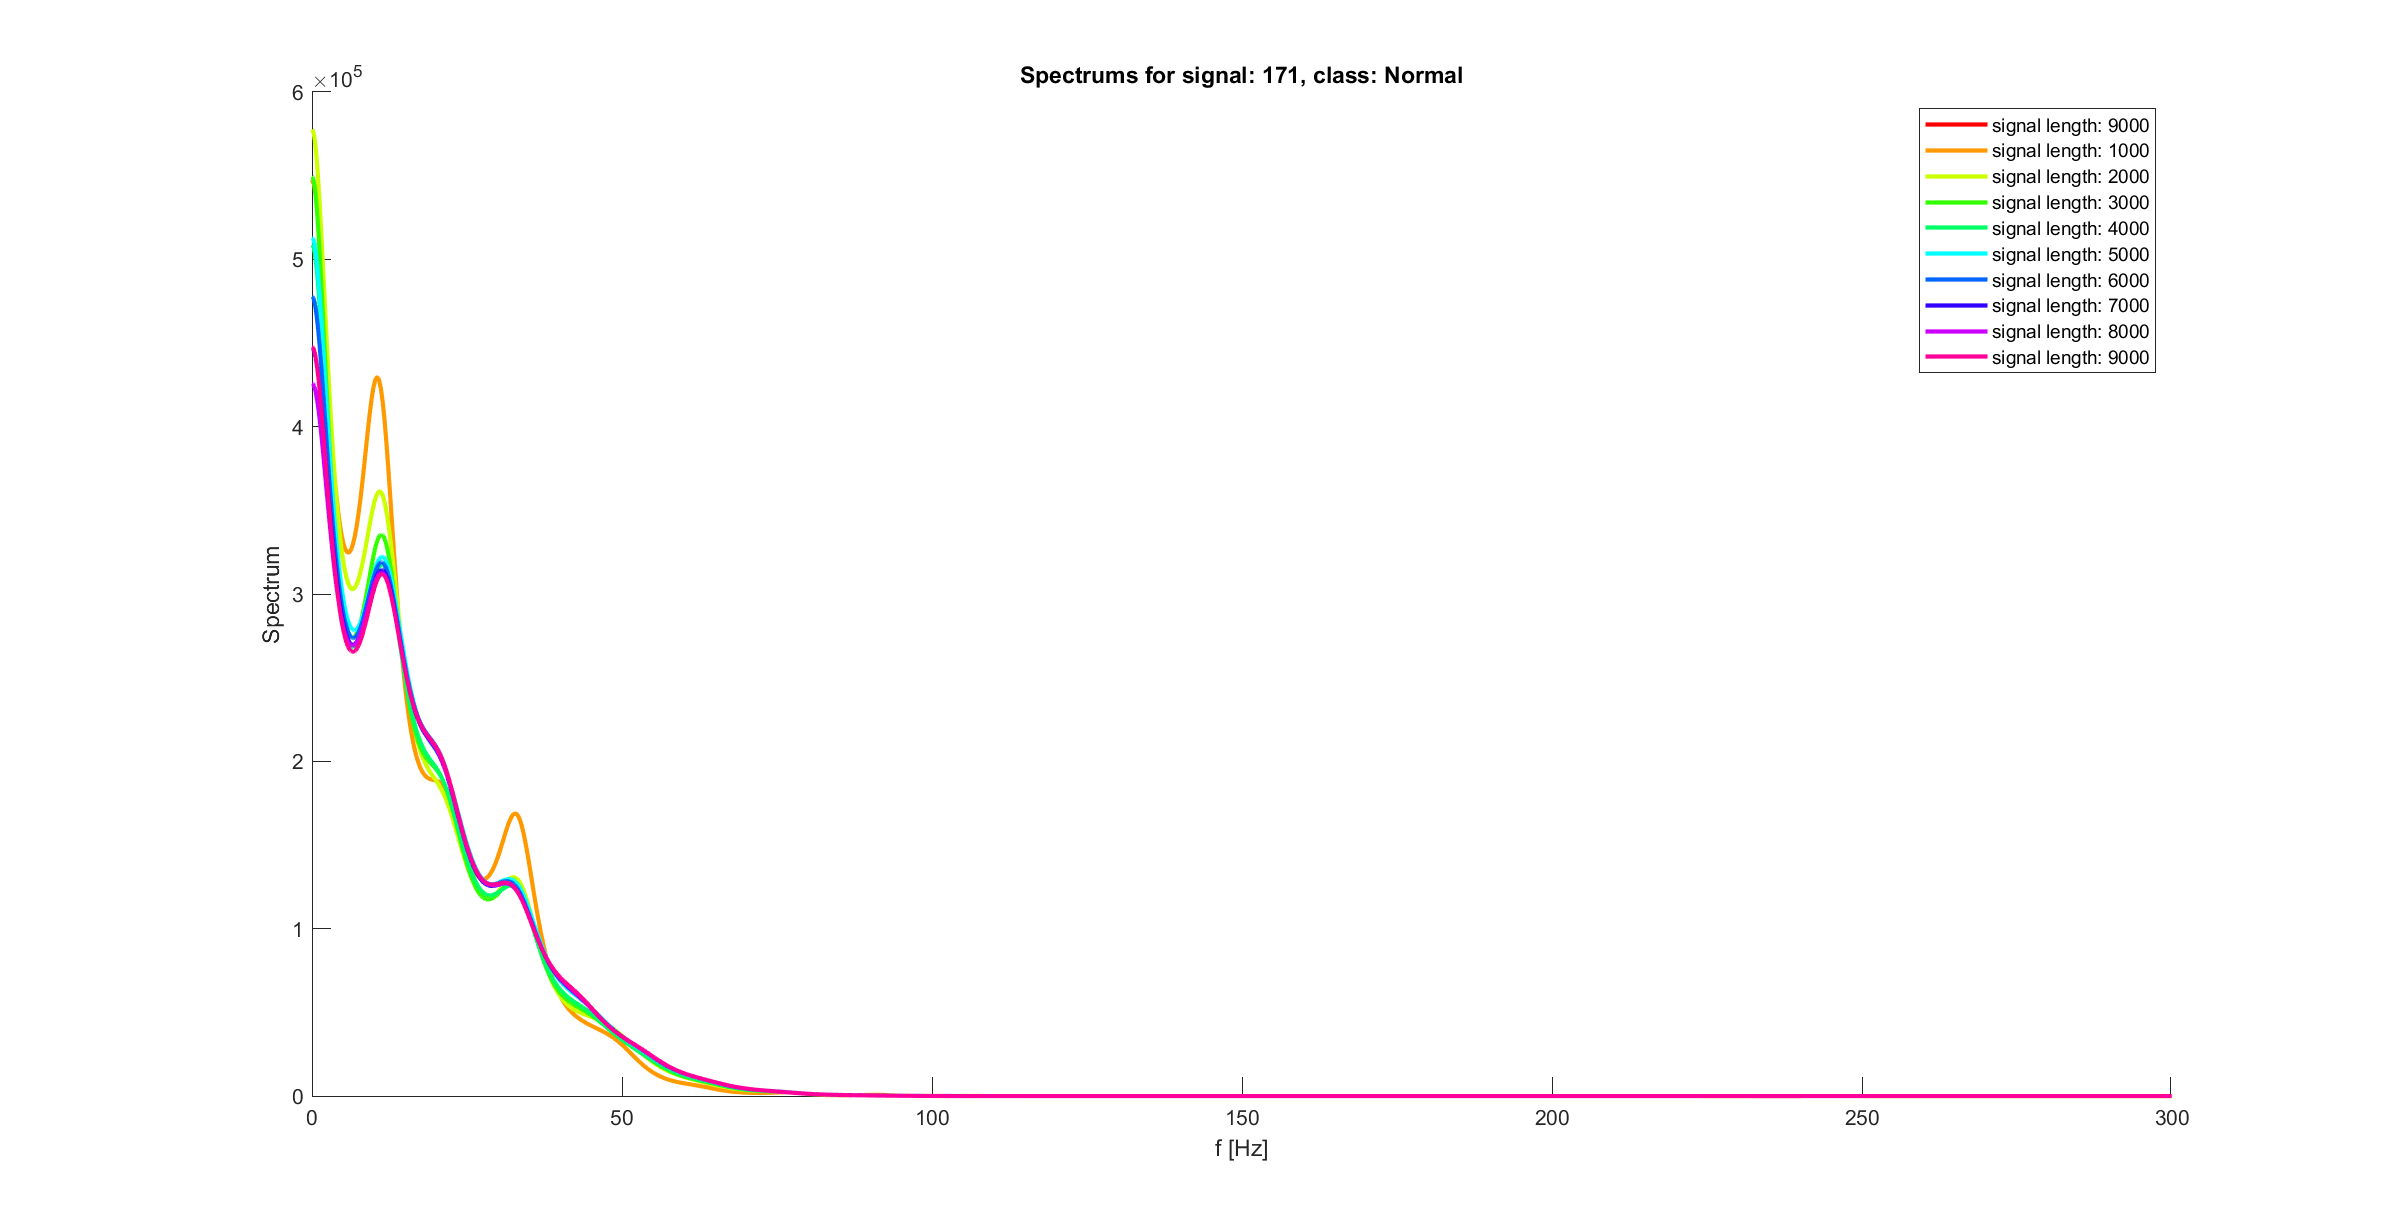 Spectrums for signal: 171, class: Normal
×10^5
6
5
4
3
2
1
0
Spectrum
0 50 100 150 200 250 300
f [Hz]
signal length: 9000
signal length: 1000
signal length: 2000
signal length: 3000
signal length: 4000
signal length: 5000
signal length: 6000
signal length: 7000
signal length: 8000
signal length: 9000